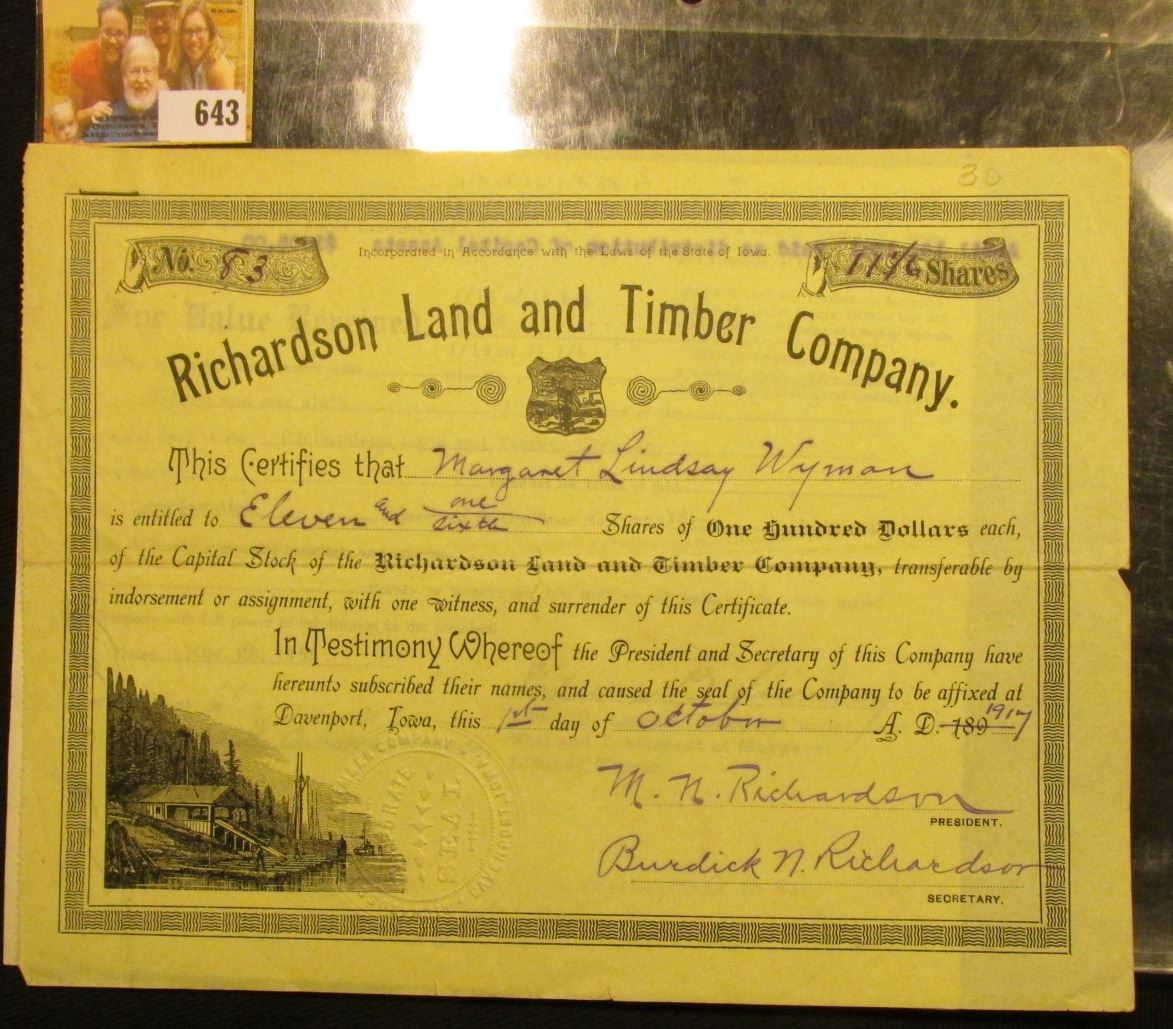 643
30
No. 83
Incorporated in Accordance with the Laws of the State of Iowa.
11 1/6 Shares
Richardson Land and Timber Company.
This Certifies that Margaret Lindsay Wyman
is entitled to Eleven and one sixth Shares of One Hundred Dollars each,
of the Capital Stock of the Richardson Land and Timber Company, transferable by
indorsement or assignment, with one witness, and surrender of this Certificate.
In Testimony Whereof the President and Secretary of this Company have
hereunto subscribed their names, and caused the seal of the Company to be affixed at
Davenport, Iowa, this 1st day of October A. D. 189 1917
M. N. Richardson
PRESIDENT.
Burdick N. Richardson
SECRETARY.
SEAL